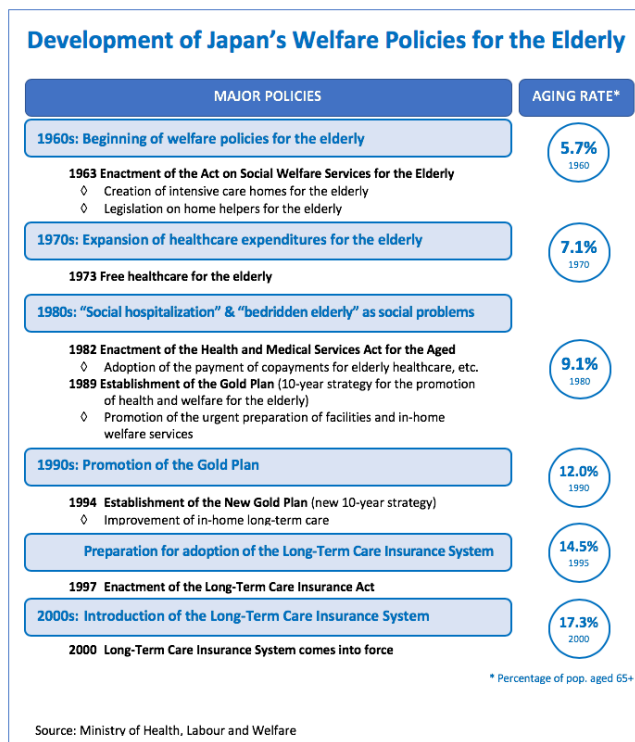 Development of Japan's Welfare Policies for the Elderly
MAJOR POLICIES
AGING RATE*
1960s: Beginning of welfare policies for the elderly
5.7%
1960
1963 Enactment of the Act on Social Welfare Services for the Elderly
◊ Creation of intensive care homes for the elderly
◊ Legislation on home helpers for the elderly
1970s: Expansion of healthcare expenditures for the elderly
7.1%
1970
1973 Free healthcare for the elderly
1980s: “Social hospitalization” & “bedridden elderly” as social problems
1982 Enactment of the Health and Medical Services Act for the Aged
◊ Adoption of the payment of copayments for elderly healthcare, etc.
9.1%
1980
1989 Establishment of the Gold Plan (10-year strategy for the promotion
of health and welfare for the elderly)
◊ Promotion of the urgent preparation of facilities and in-home
welfare services
1990s: Promotion of the Gold Plan
12.0%
1990
1994 Establishment of the New Gold Plan (new 10-year strategy)
◊ Improvement of in-home long-term care
Preparation for adoption of the Long-Term Care Insurance System
14.5%
1995
1997 Enactment of the Long-Term Care Insurance Act
2000s: Introduction of the Long-Term Care Insurance System
17.3%
2000
2000 Long-Term Care Insurance System comes into force
* Percentage of pop. aged 65+
Source: Ministry of Health, Labour and Welfare